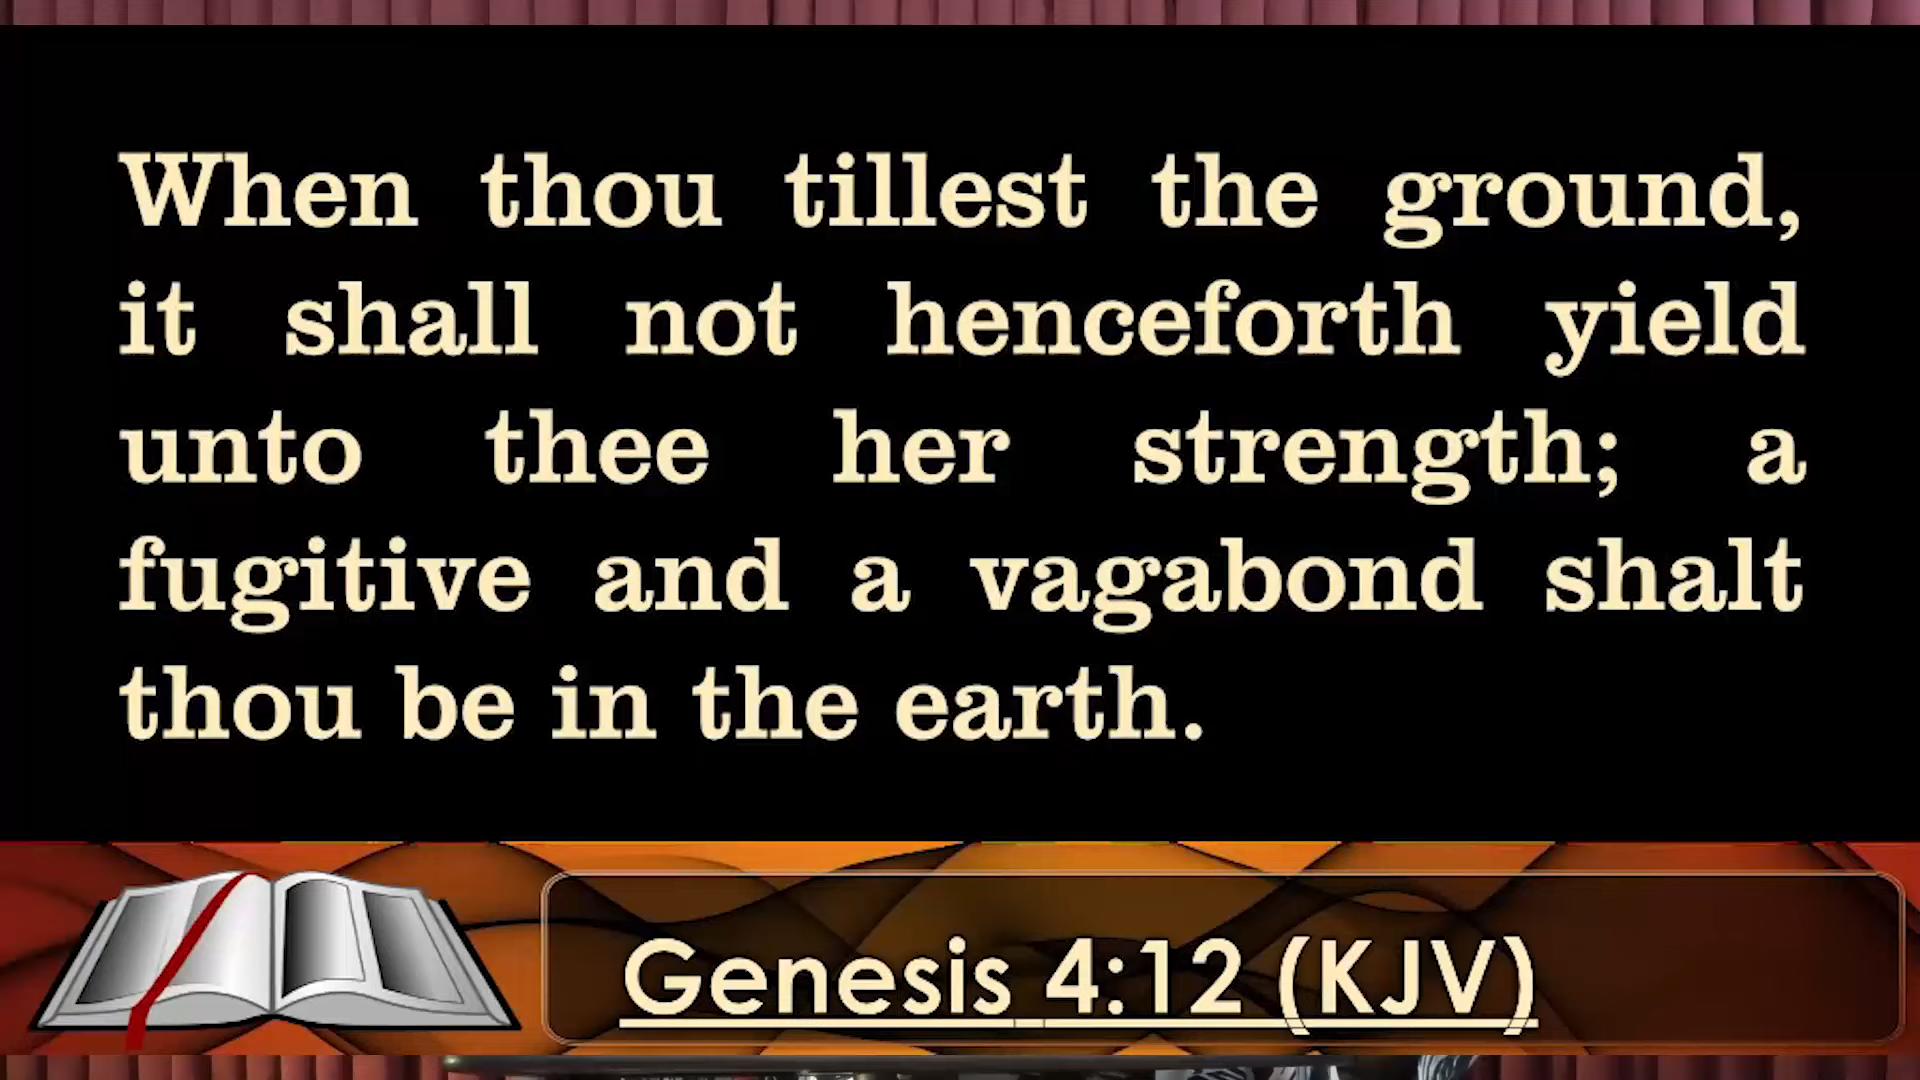 When thou tillest the ground,
it shall not henceforth yield
unto thee her strength; a
fugitive and a vagabond shalt
thou be in the earth.
Genesis 4:12 (KJV)